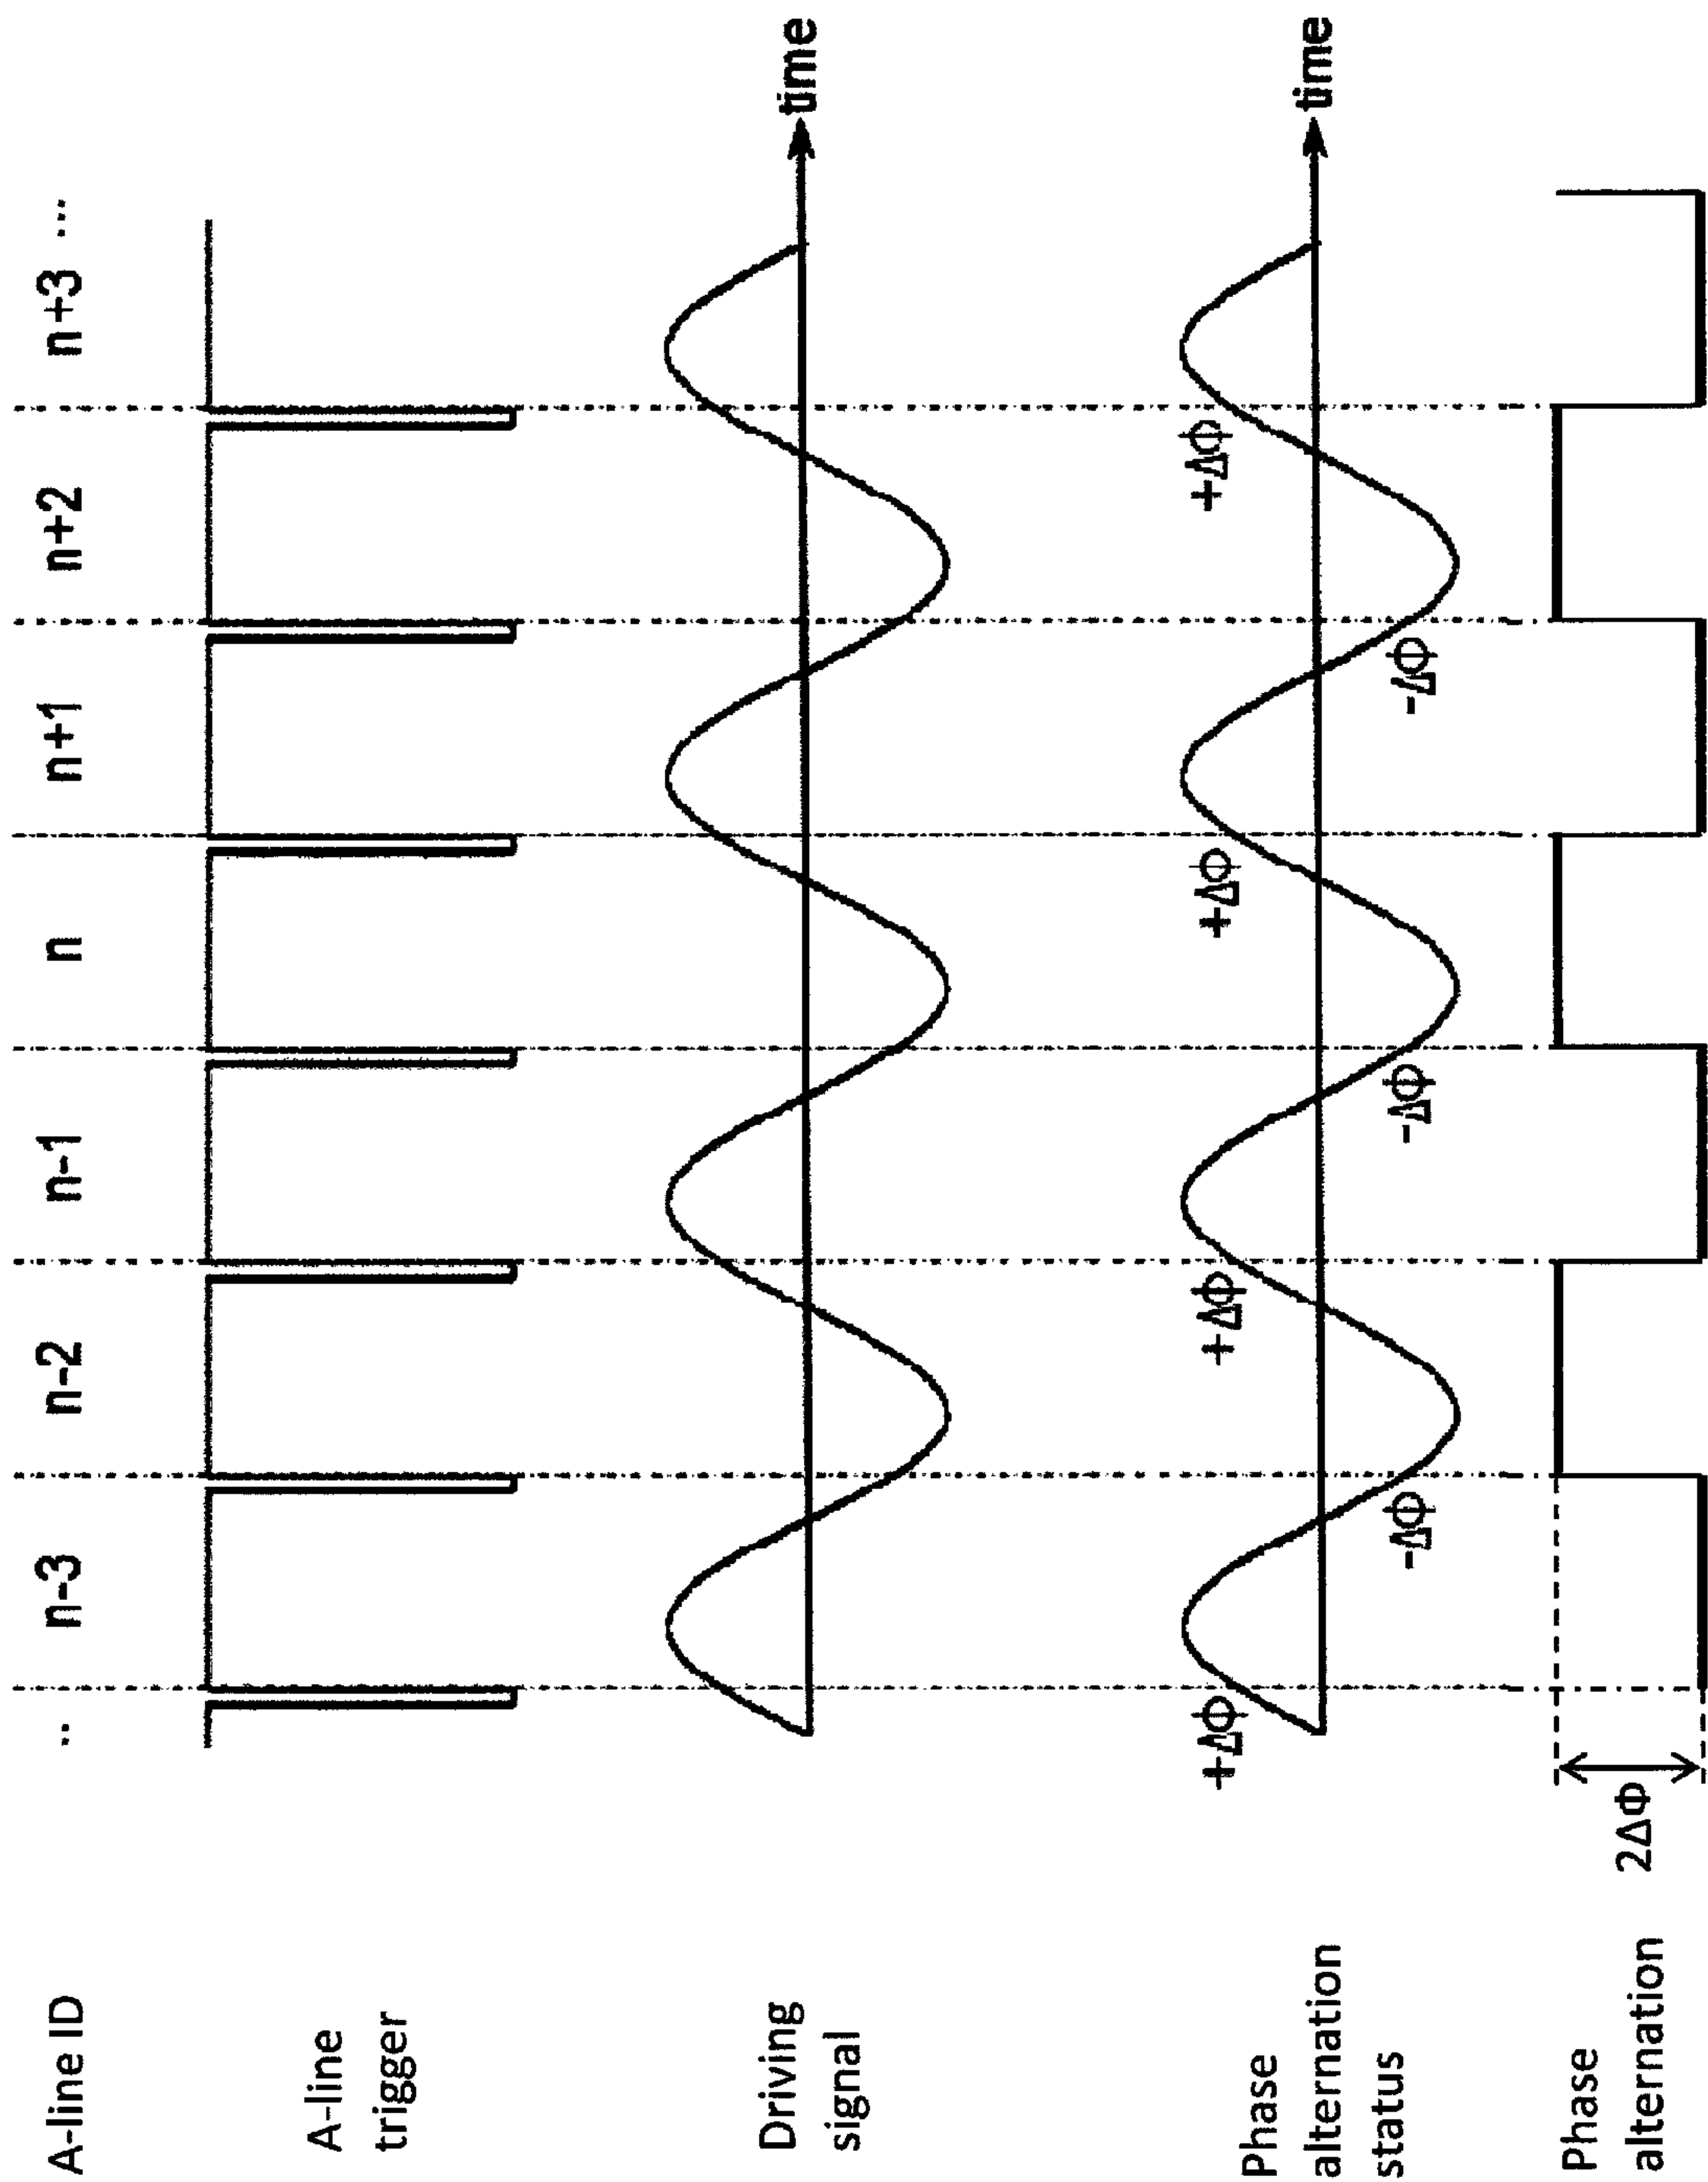 A-line ID
.. n-3 n-2 n-1 n n+1 n+2 n+3 ...
A-line
trigger
Driving
signal
time
Phase
alternation
status
+ΔΦ -ΔΦ +ΔΦ -ΔΦ +ΔΦ -ΔΦ +ΔΦ
time
Phase
alternation
2ΔΦ